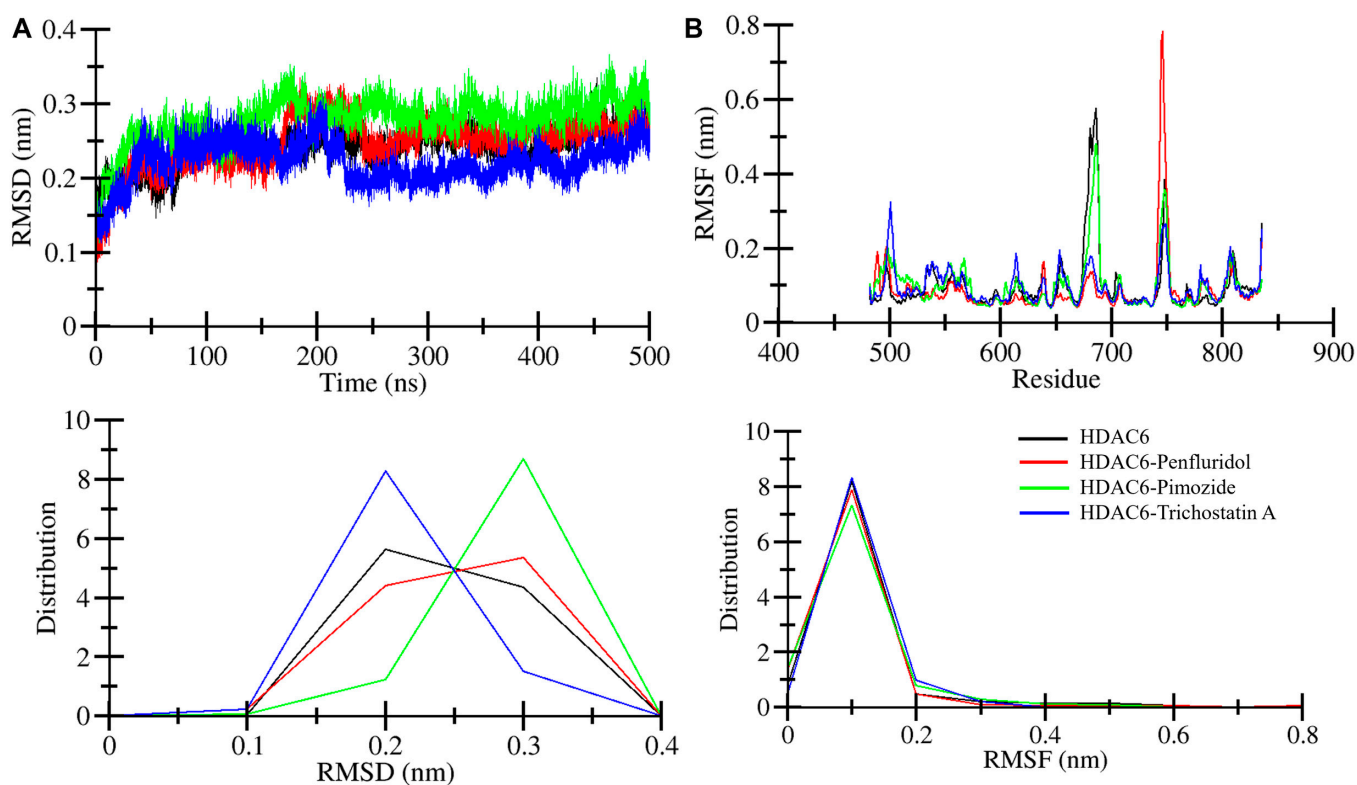 A
0.4
0.3
0.2
0.1
0
RMSD (nm)
0 100 200 300 400 500
Time (ns)
B
0.8
0.6
0.4
0.2
0
RMSF (nm)
400 500 600 700 800 900
Residue
10
8
6
4
2
0
Distribution
0 0.1 0.2 0.3 0.4
RMSD (nm)
10
8
6
4
2
0
Distribution
HDAC6
HDAC6-Penfluridol
HDAC6-Pimozide
HDAC6-Trichostatin A
0 0.2 0.4 0.6 0.8
RMSF (nm)